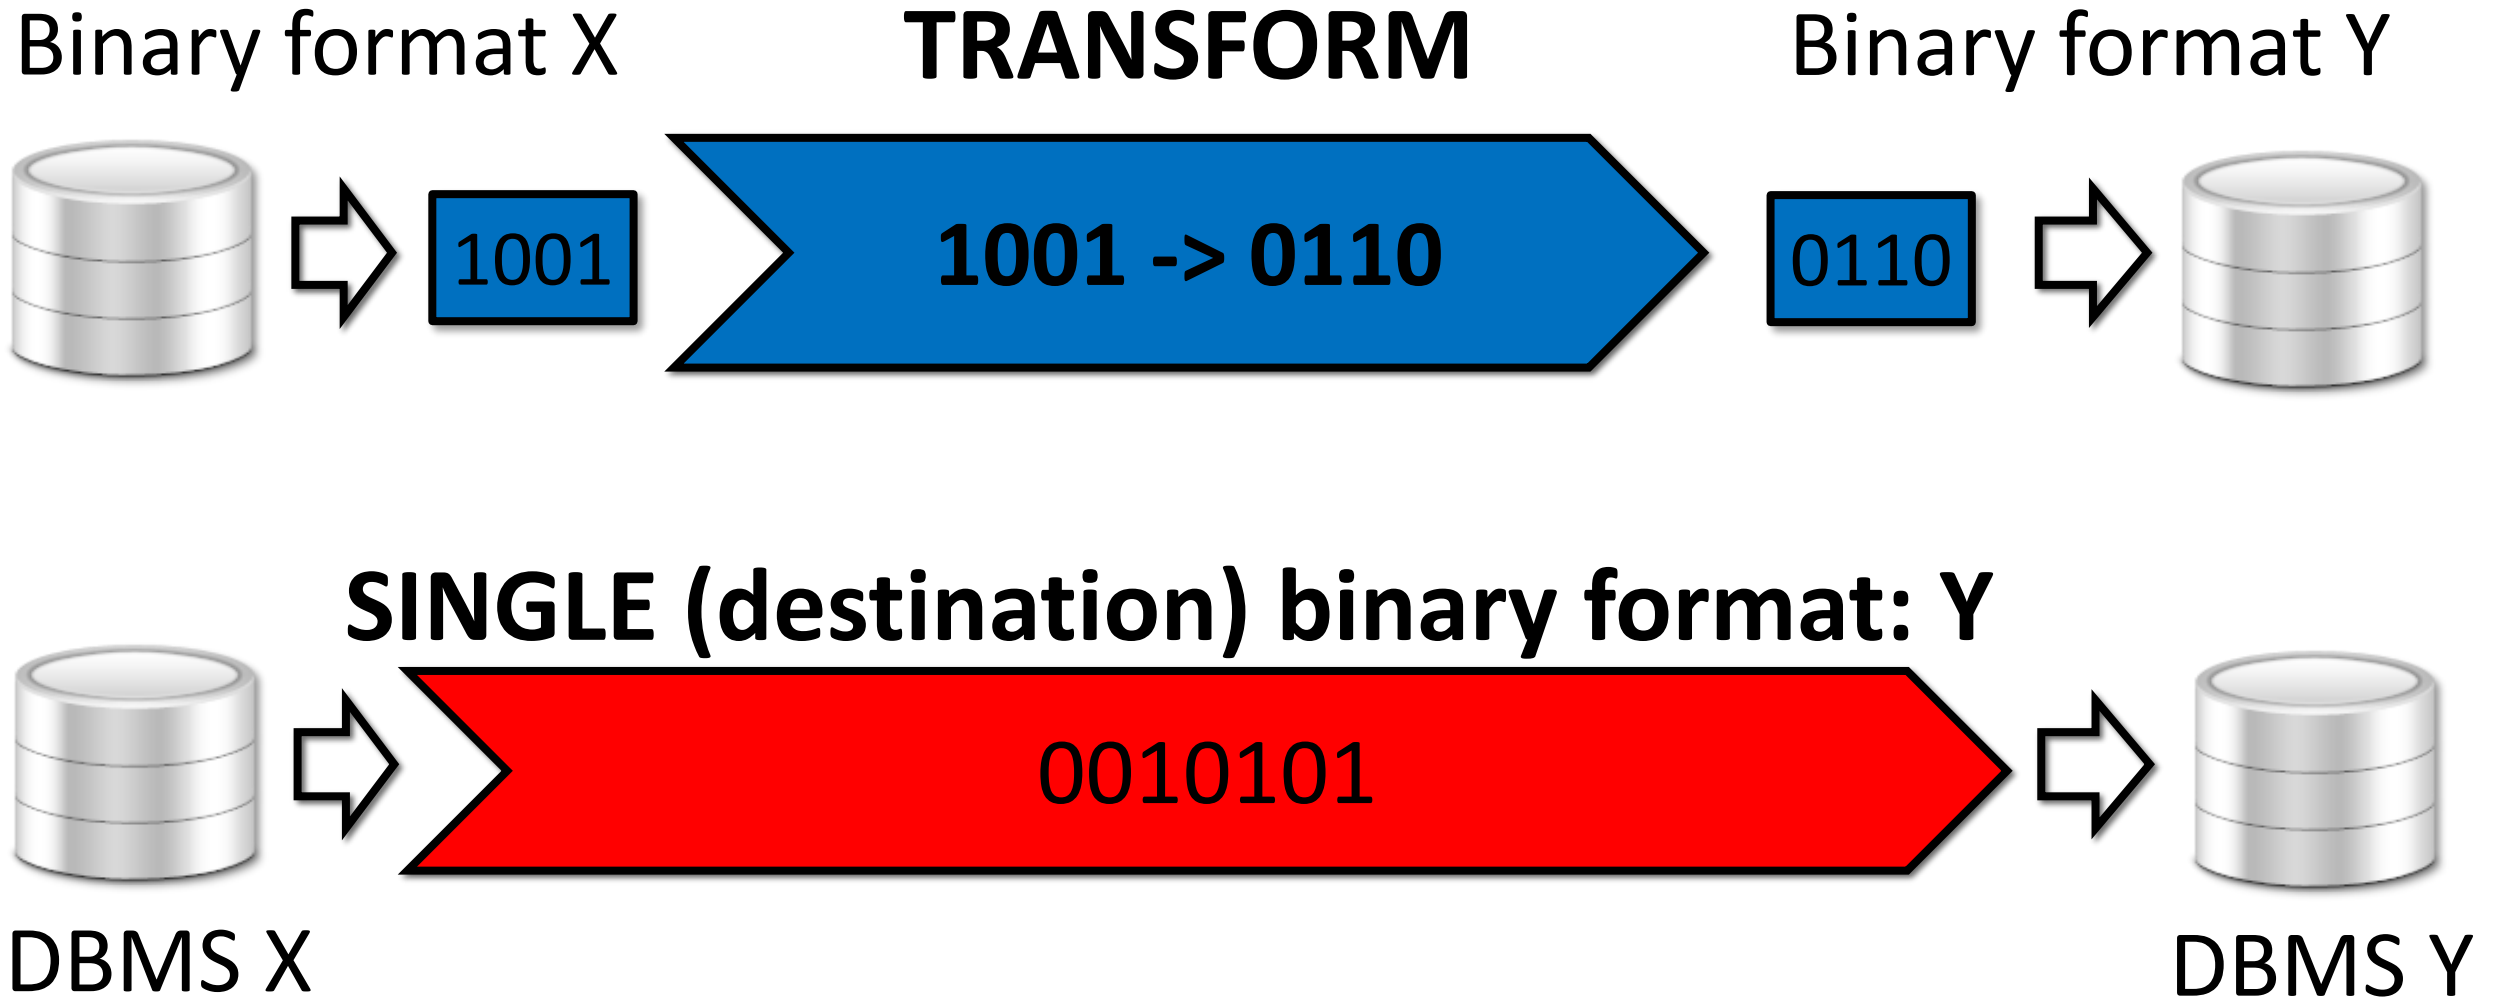 Binary format X
TRANSFORM
Binary format Y
1001
1001 -> 0110
0110
SINGLE (destination) binary format: Y
0010101
DBMS X
DBMS Y